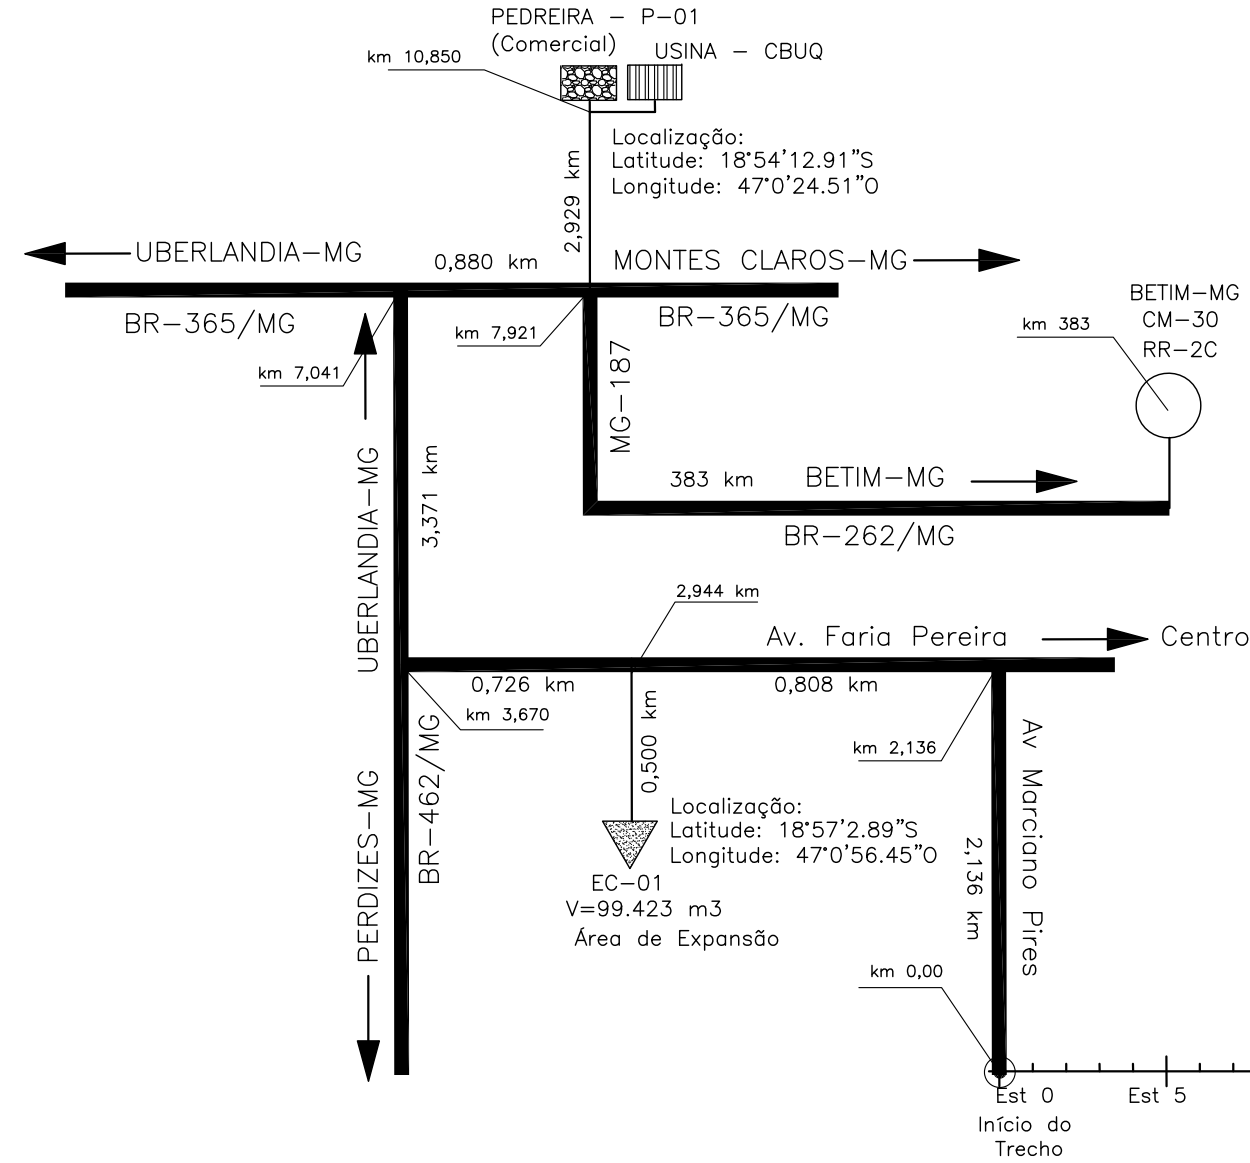 PEDREIRA - P-01
(Comercial)
USINA - CBUQ
km 10,850
Localização:
Latitude: 18°54'12.91"S
Longitude: 47°0'24.51"O
2,929 km
UBERLANDIA-MG
0,880 km
MONTES CLAROS-MG
BR-365/MG
BR-365/MG
km 7,921
km 7,041
BETIM-MG
CM-30
RR-2C
km 383
MG-187
383 km
BETIM-MG
BR-262/MG
UBERLANDIA-MG
3,371 km
2,944 km
Av. Faria Pereira
Centro
0,726 km
0,808 km
km 3,670
0,500 km
km 2,136
BR-462/MG
PERDIZES-MG
Localização:
Latitude: 18°57'2.89"S
Longitude: 47°0'56.45"O
EC-01
V=99.423 m3
Área de Expansão
Av Marciano Pires
2,136 km
km 0,00
Est 0
Est 5
Início do
Trecho